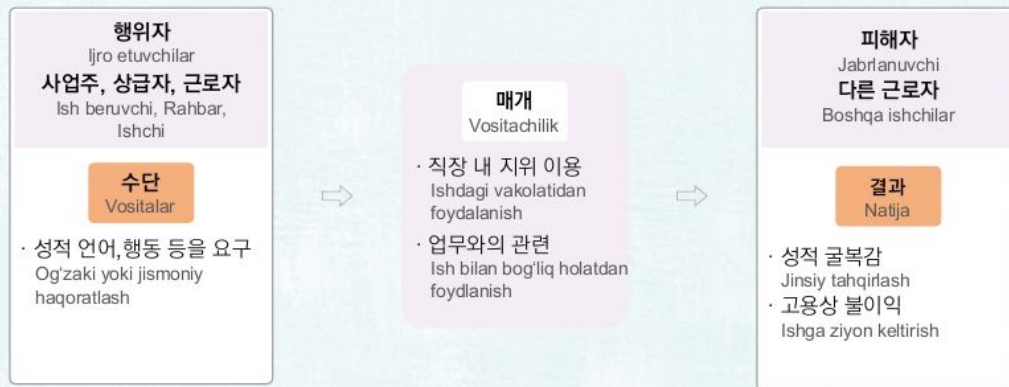 행위자
Ijro etuvchilar
사업주, 상급자, 근로자
Ish beruvchi, Rahbar,
Ishchi
수단
Vositalar
· 성적 언어,행동 등을 요구
Og‘zaki yoki jismoniy
haqoratlash
매개
Vositachilik
· 직장 내 지위 이용
Ishdagi vakolatidan
foydalanish
· 업무와의 관련
Ish bilan bog‘liq holatdan
foydlanish
피해자
Jabrlanuvchi
다른 근로자
Boshqa ishchilar
결과
Natija
· 성적 굴복감
Jinsiy tahqirlash
· 고용상 불이익
Ishga ziyon keltirish